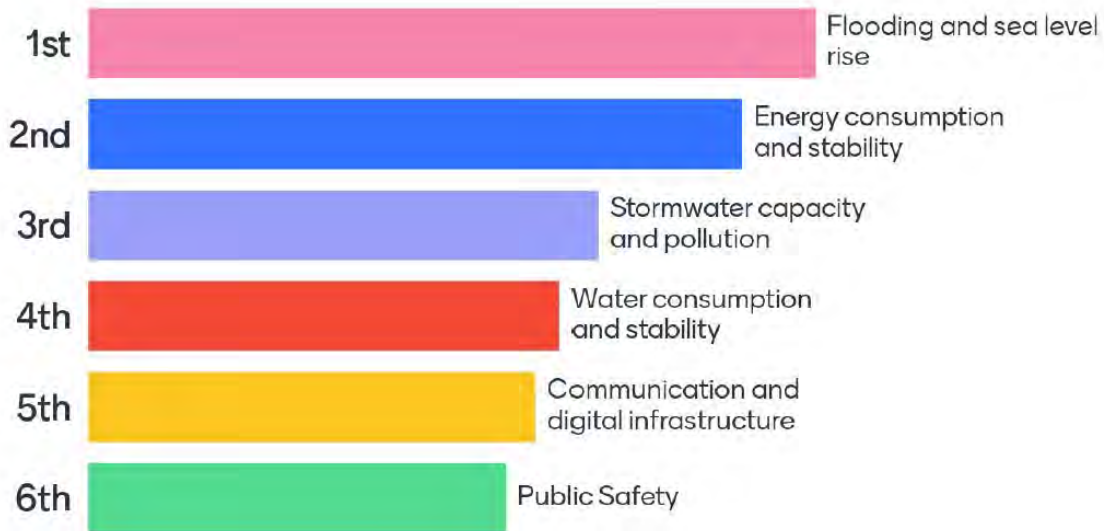 1st
Flooding and sea level
rise
2nd
Energy consumption
and stability
3rd
Stormwater capacity
and pollution
4th
Water consumption
and stability
5th
Communication and
digital infrastructure
6th
Public Safety